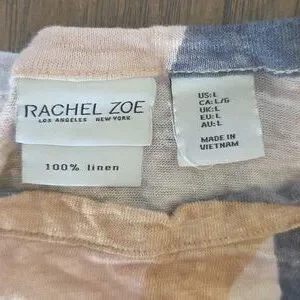 RACHEL ZOE
LOS ANGELES NEW YORK
100% linen
US:L
CA:L/G
UK:L
EU:L
AU:L
MADE IN
VIETNAM